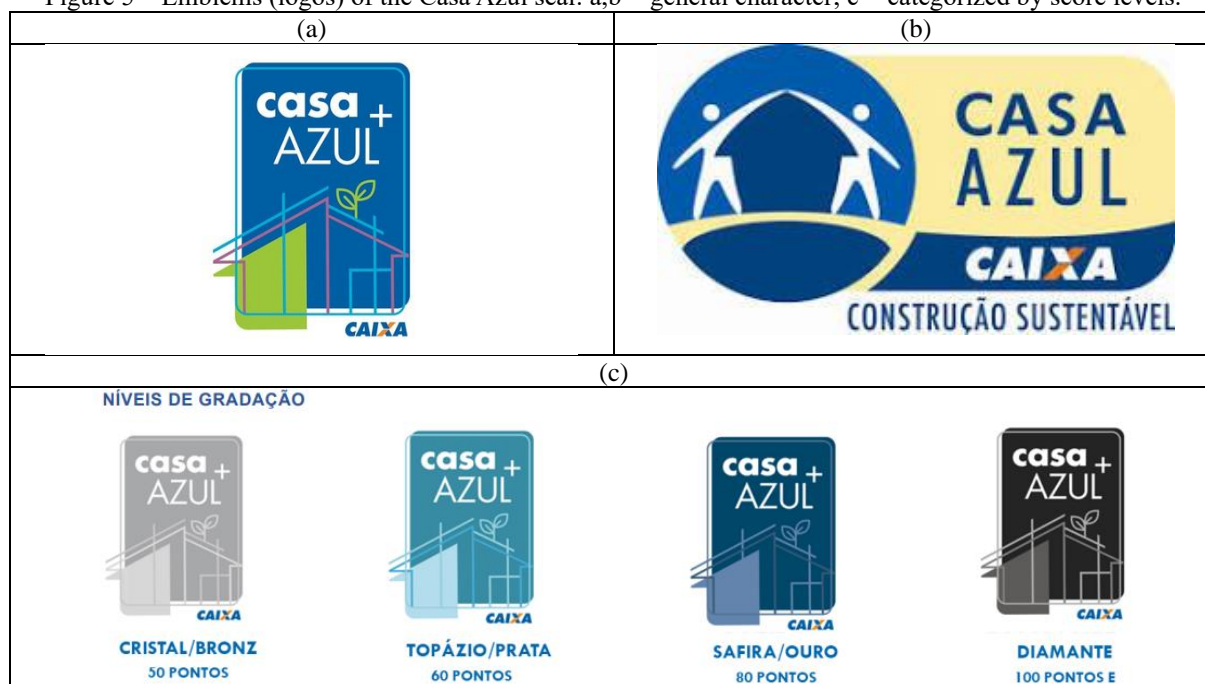 Figure 5 – Emblems (logos) of the Casa Azul seal: a,b – general character; c – categorized by score levels.
(a)
(b)
casa +
AZUL
CAIXA
CASA
AZUL
CAIXA
CONSTRUÇÃO SUSTENTÁVEL
(c)
NÍVEIS DE GRADAÇÃO
casa +
AZUL
CAIXA
CRISTAL/BRONZ
50 PONTOS
casa +
AZUL
CAIXA
TOPÁZIO/PRATA
60 PONTOS
casa +
AZUL
CAIXA
SAFIRA/OURO
80 PONTOS
casa +
AZUL
CAIXA
DIAMANTE
100 PONTOS E